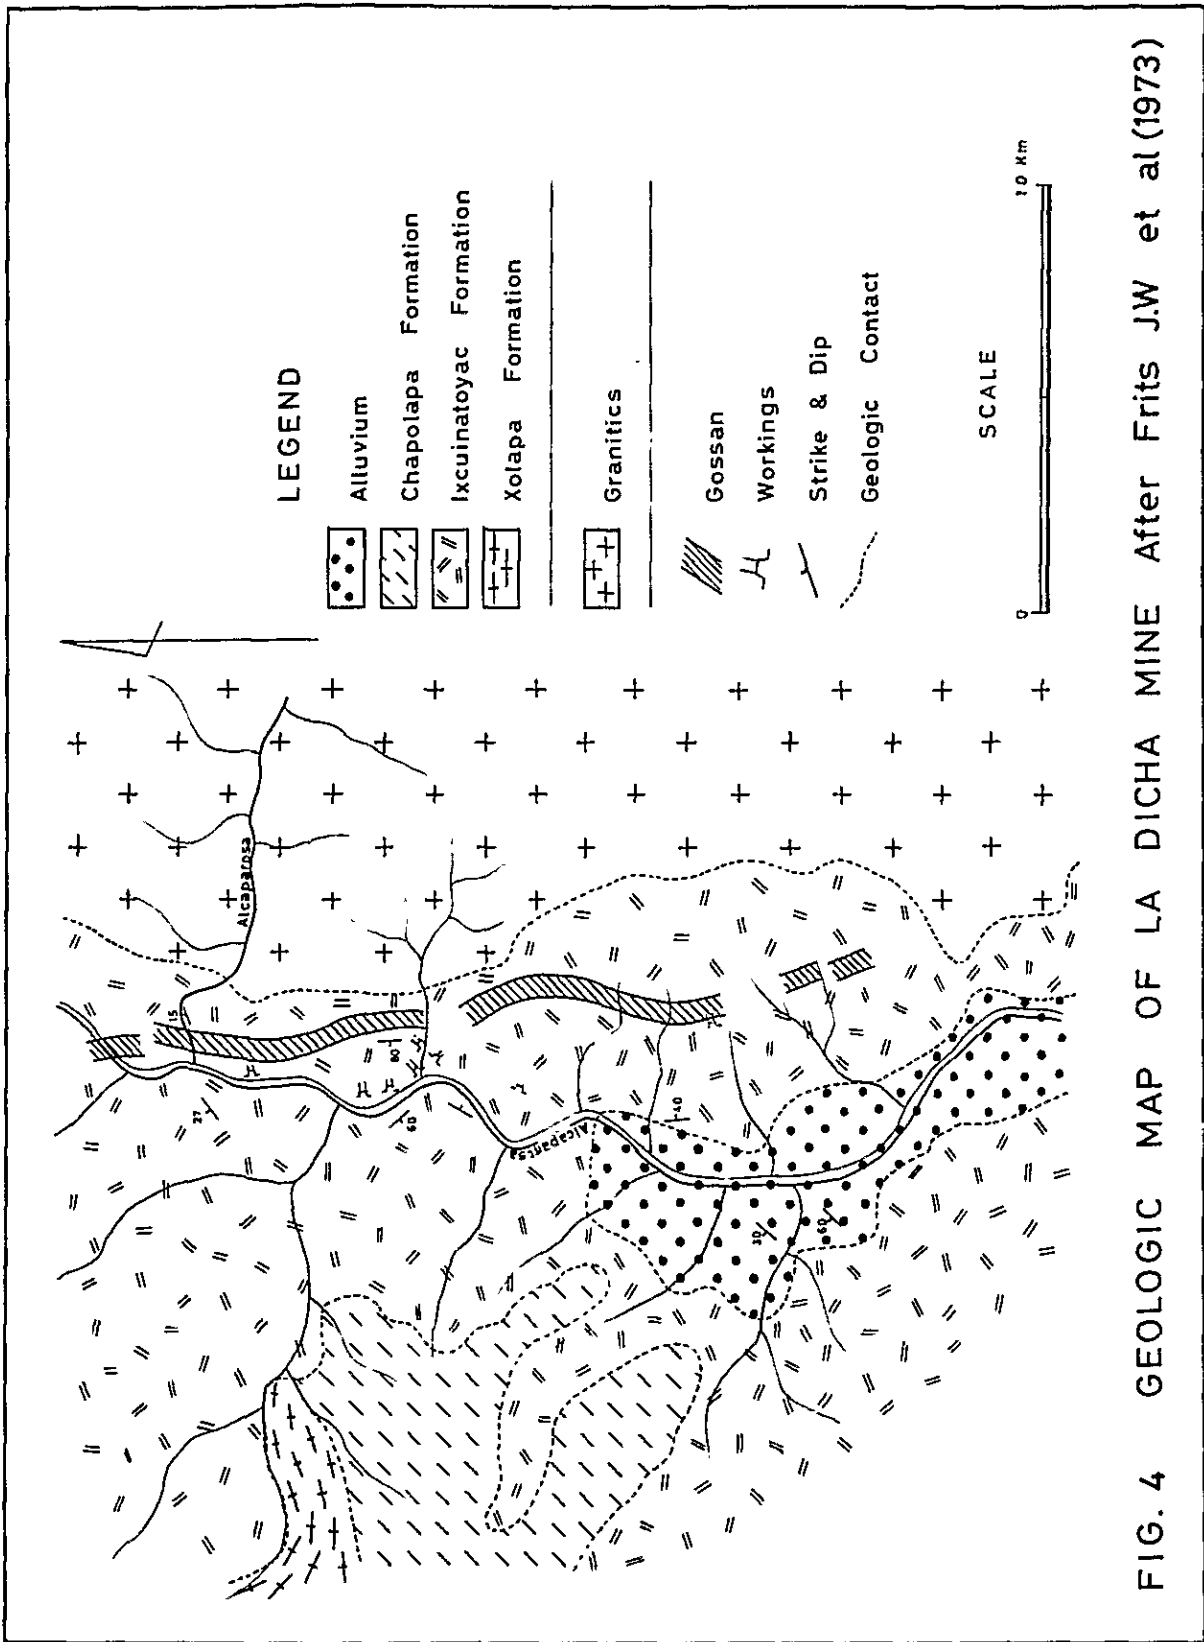 LEGEND
Alluvium
Chapolapa Formation
Ixcuinatoyac Formation
Xolapa Formation
Granitics
Gossan
Workings
Strike & Dip
Geologic Contact
SCALE
0
10 Km
Alcaparosa
15
27
80
60
Alcapartsa
40
30
60
FIG. 4 GEOLOGIC MAP OF LA DICHA MINE After Frits J.W et al (1973)